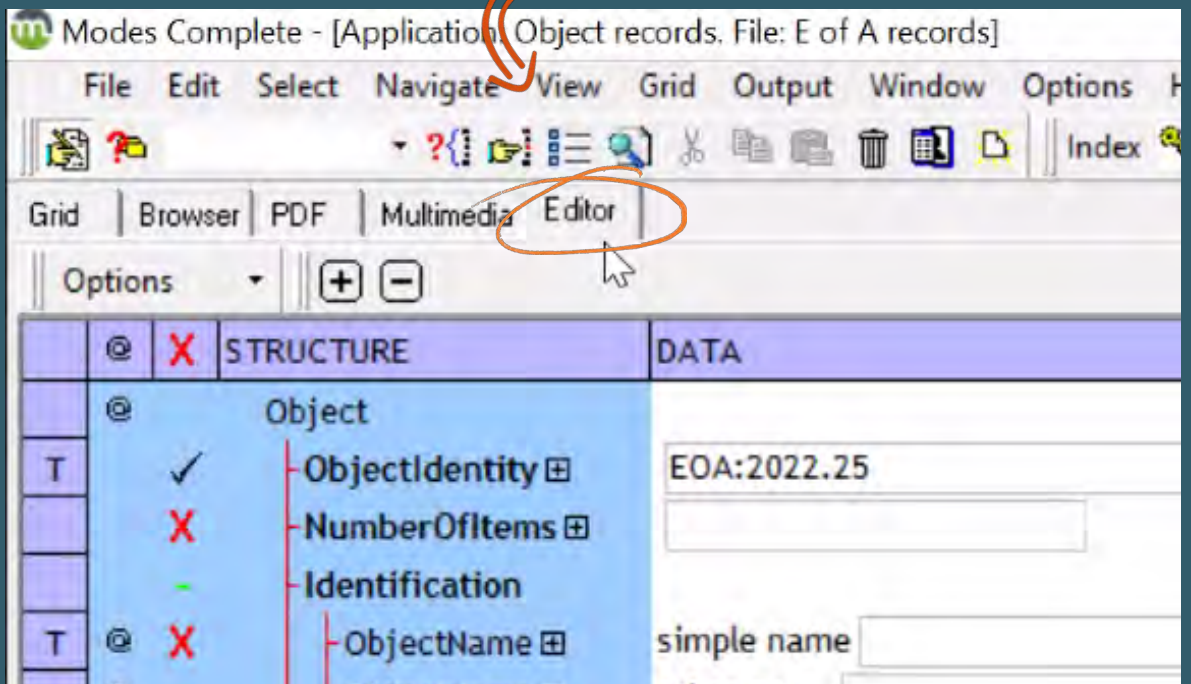 Modes Complete - [Application: Object records. File: E of A records]
File Edit Select Navigate View Grid Output Window Options
Index
Grid Browser PDF Multimedia Editor
Options
@ X STRUCTURE DATA
@ Object
T ✓ ObjectIdentity EOA:2022.25
X NumberOfItems
- Identification
T @ X ObjectName simple name